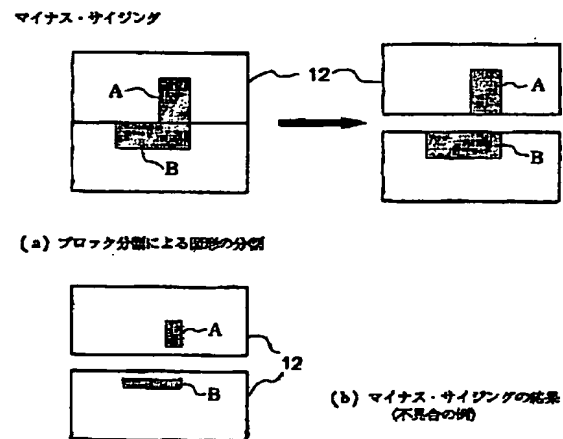 マイナス・サイジング
A
12
A
B
B
(a) ブロック分割による図形の分割
A
12
B
(b) マイナス・サイジングの結果
(不具合の例)